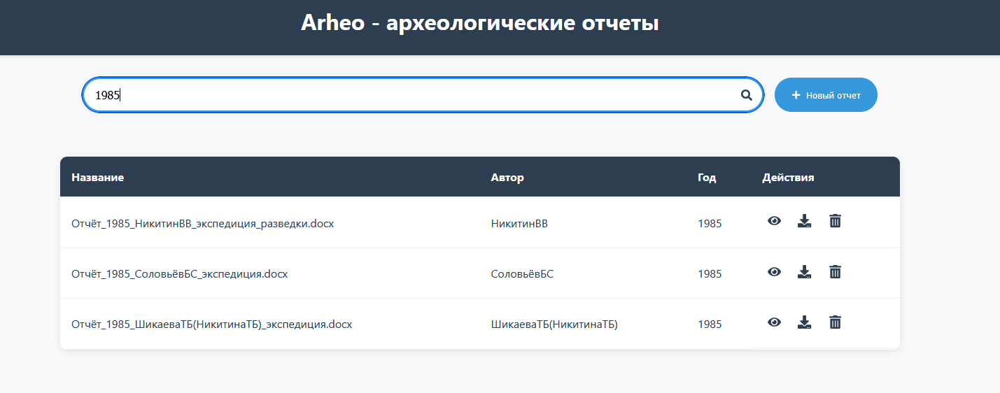 Arheo - археологические отчеты
1985
Новый отчет
Название Автор Год Действия
Отчёт_1985_НикитинВВ_экспедиция_разведки.docx НикитинВВ 1985
Отчёт_1985_СоловьёвБС_экспедиция.docx СоловьёвБС 1985
Отчёт_1985_ШикаеваТБ(НикитинаТБ)_экспедиция.docx ШикаеваТБ(НикитинаТБ) 1985